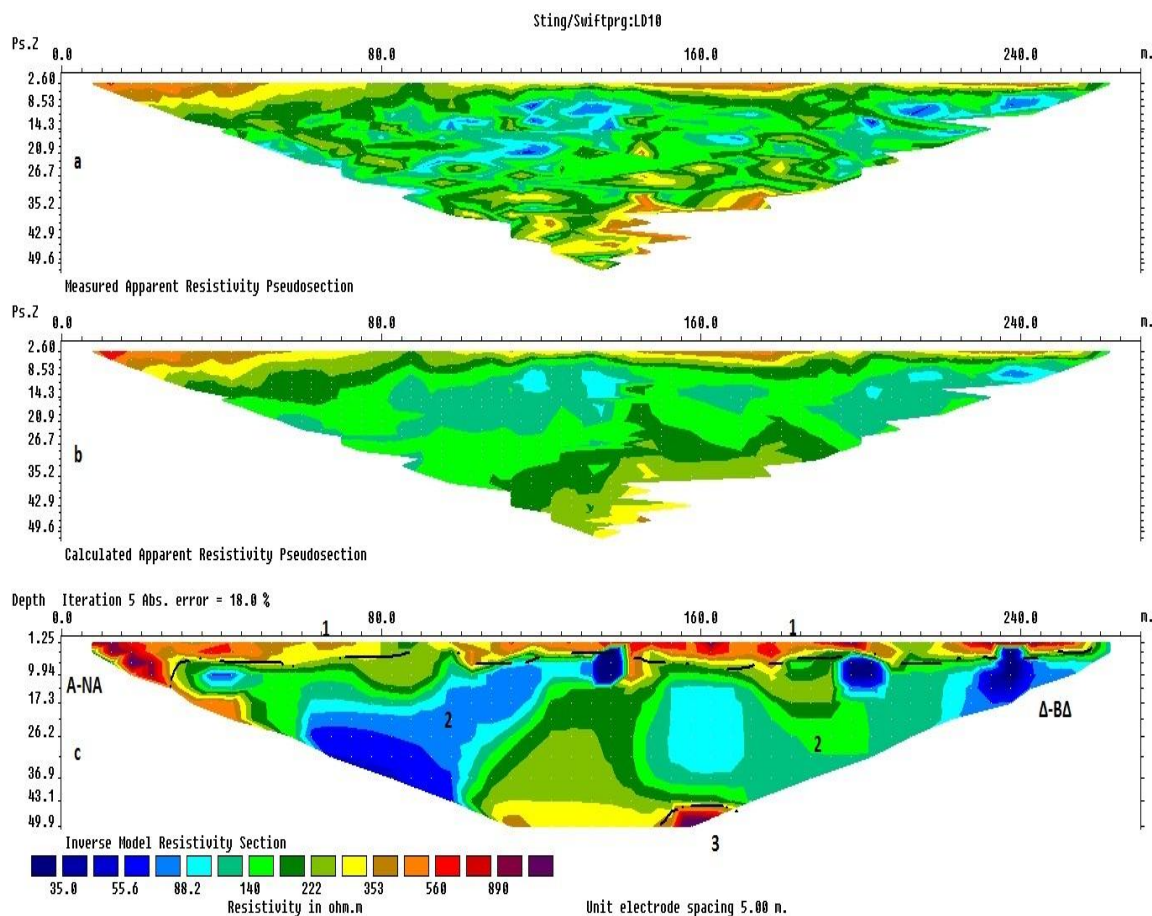 Sting/Swiftprg:LD10
Ps.Z 0.0 80.0 160.0 240.0 m.
2.60
8.53
14.3
20.9
a
26.7
35.2
42.9
49.6
Measured Apparent Resistivity Pseudosection
Ps.Z 0.0 80.0 160.0 240.0 m.
2.60
8.53
14.3
20.9
26.7
b
35.2
42.9
49.6
Calculated Apparent Resistivity Pseudosection
Depth Iteration 5 Abs. error = 18.0 %
0.0 1 80.0 160.0 1 240.0 m.
1.25
9.94
A-NA
17.3
Δ-ΒΔ
2
26.2
2
c
36.9
43.1
49.9
3
Inverse Model Resistivity Section
35.0 55.6 88.2 140 222 353 560 890
Resistivity in ohm.m Unit electrode spacing 5.00 m.